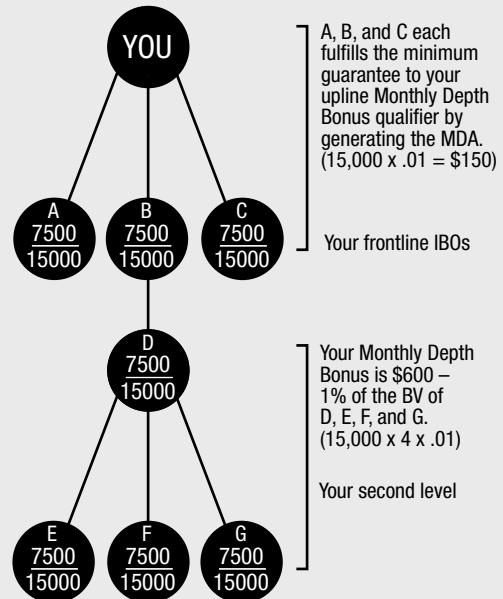 YOU
A, B, and C each
fulfills the minimum
guarantee to your
upline Monthly Depth
Bonus qualifier by
generating the MDA.
(15,000 x .01 = $150)
A
7500
15000
B
7500
15000
C
7500
15000
Your frontline IBOs
D
7500
15000
Your Monthly Depth
Bonus is $600 –
1% of the BV of
D, E, F, and G.
(15,000 x 4 x .01)
Your second level
E
7500
15000
F
7500
15000
G
7500
15000